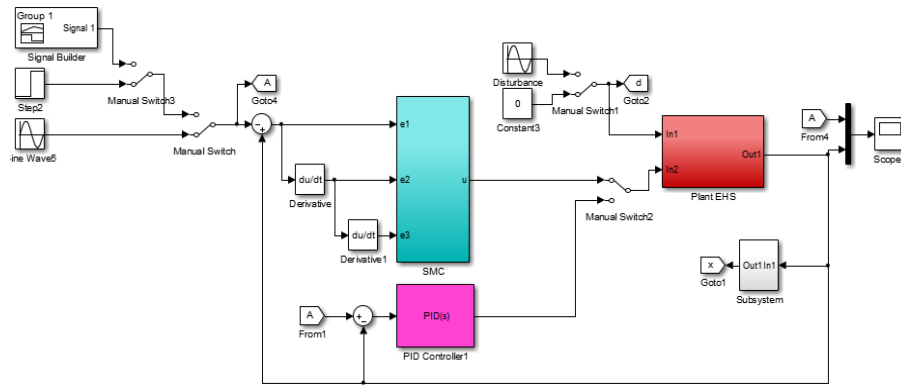 Group 1
Signal 1
Signal Builder
Step2
Manual Switch3
ine Wave5
Manual Switch
A
Goto4
du/dt
Derivative
du/dt
Derivative1
e1
e2
e3
u
SMC
A
From1
PID(s)
PID Controller1
Disturbance
0
Constant3
Manual Switch1
d
Goto2
Manual Switch2
In1
In2
Out1
Plant EHS
A
From4
Scope
x
Goto1
Out1 In1
Subsystem